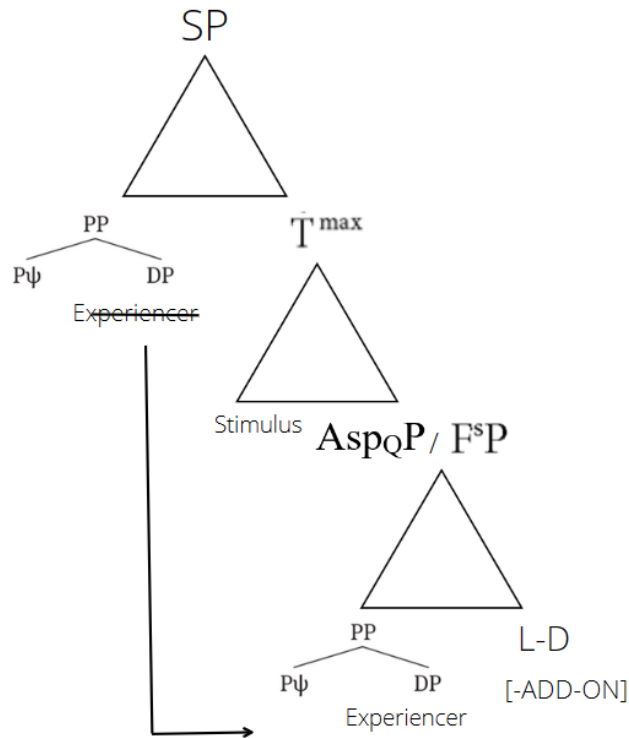 SP
PP
T max
Pψ DP
Experiencer
Stimulus
AspQP / FsP
PP
L-D
Pψ DP
[-ADD-ON]
Experiencer